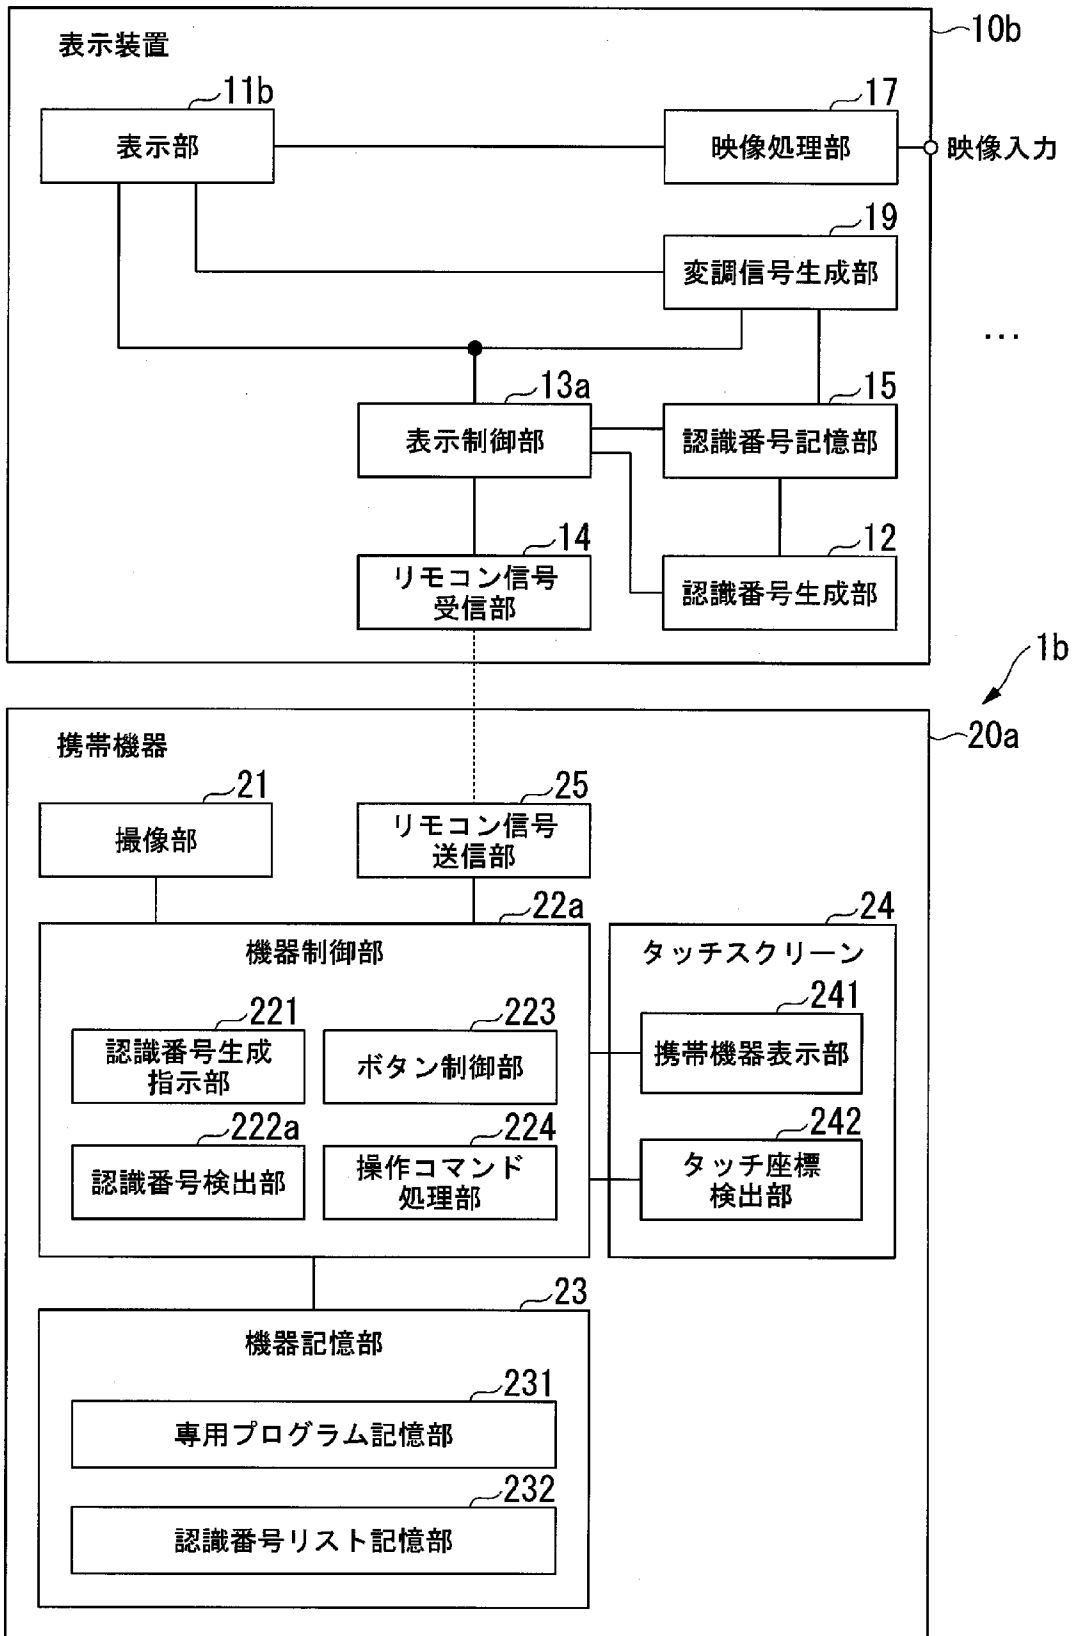 10b
表示装置
11b
17
表示部
映像処理部
映像入力
19
変調信号生成部
...
13a
15
表示制御部
認識番号記憶部
14
12
リモコン信号
受信部
認識番号生成部
1b
20a
携帯機器
21
25
撮像部
リモコン信号
送信部
22a
24
機器制御部
タッチスクリーン
221
223
241
認識番号生成
指示部
ボタン制御部
携帯機器表示部
222a
224
242
認識番号検出部
操作コマンド
処理部
タッチ座標
検出部
23
機器記憶部
231
専用プログラム記憶部
232
認識番号リスト記憶部